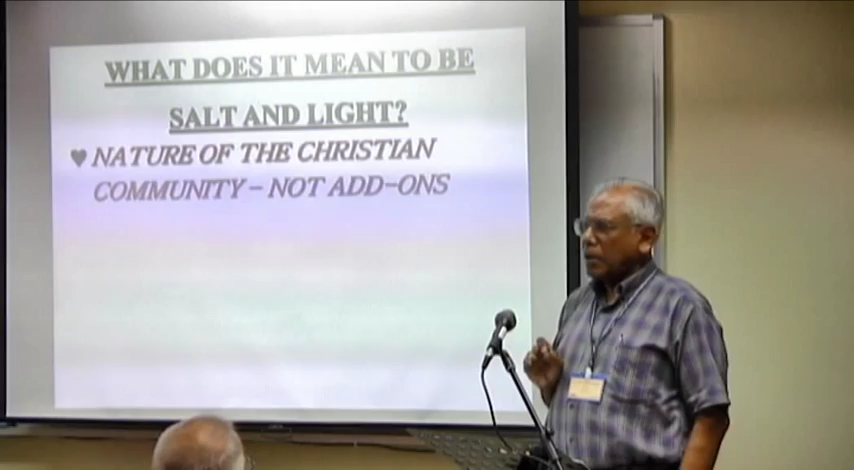 WHAT DOES IT MEAN TO BE
SALT AND LIGHT?
♥ NATURE OF THE CHRISTIAN
COMMUNITY - NOT ADD-ONS